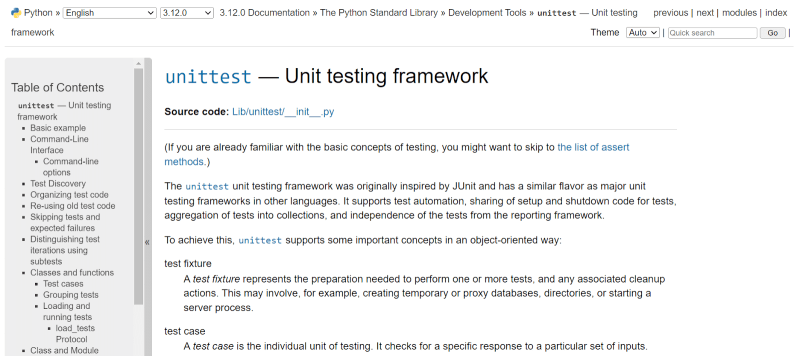 Python » English 3.12.0 3.12.0 Documentation » The Python Standard Library » Development Tools » unittest — Unit testing previous | next | modules | index
framework Theme Auto | Quick search Go |
Table of Contents
unittest — Unit testing
framework
Basic example
Command-Line
Interface
Command-line
options
Test Discovery
Organizing test code
Re-using old test code
Skipping tests and
expected failures
Distinguishing test
iterations using
subtests
Classes and functions
Test cases
Grouping tests
Loading and
running tests
load_tests
Protocol
Class and Module
«
unittest — Unit testing framework
Source code: Lib/unittest/__init__.py
(If you are already familiar with the basic concepts of testing, you might want to skip to the list of assert
methods.)
The unittest unit testing framework was originally inspired by JUnit and has a similar flavor as major unit
testing frameworks in other languages. It supports test automation, sharing of setup and shutdown code for tests,
aggregation of tests into collections, and independence of the tests from the reporting framework.
To achieve this, unittest supports some important concepts in an object-oriented way:
test fixture
A test fixture represents the preparation needed to perform one or more tests, and any associated cleanup
actions. This may involve, for example, creating temporary or proxy databases, directories, or starting a
server process.
test case
A test case is the individual unit of testing. It checks for a specific response to a particular set of inputs.